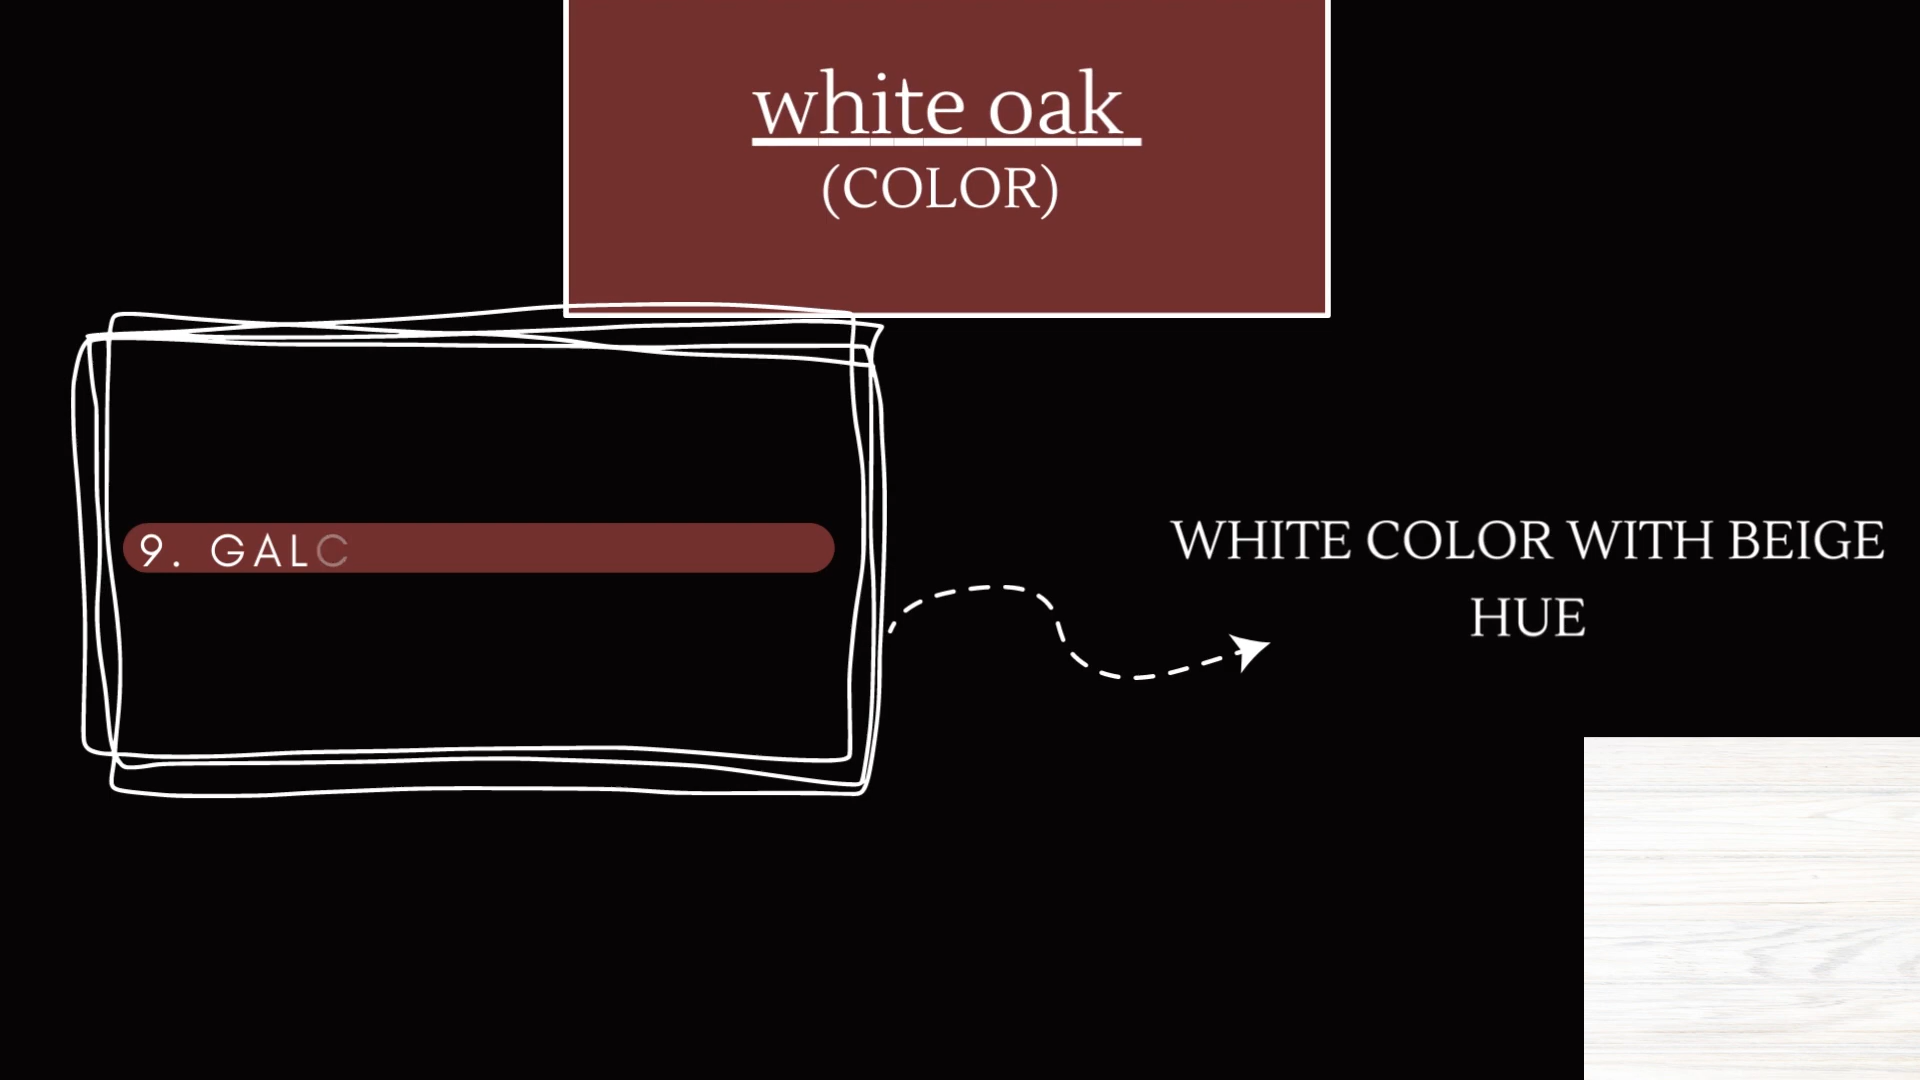 white oak
(COLOR)
9. GALC
WHITE COLOR WITH BEIGE
HUE